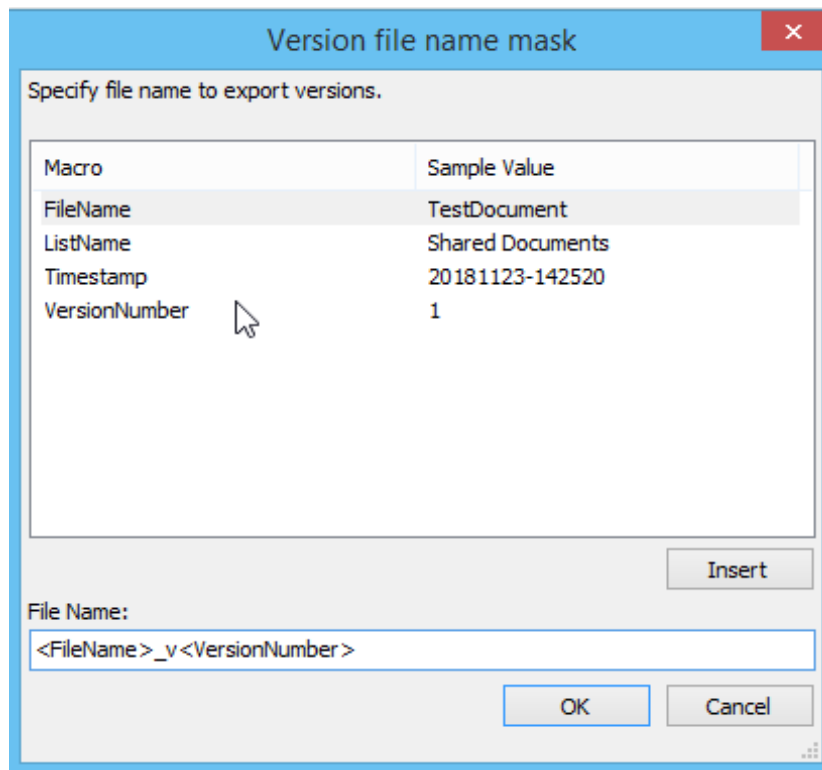 Version file name mask
Specify file name to export versions.
Macro Sample Value
FileName TestDocument
ListName Shared Documents
Timestamp 20181123-142520
VersionNumber 1
Insert
File Name:
<FileName>_v<VersionNumber>
OK Cancel